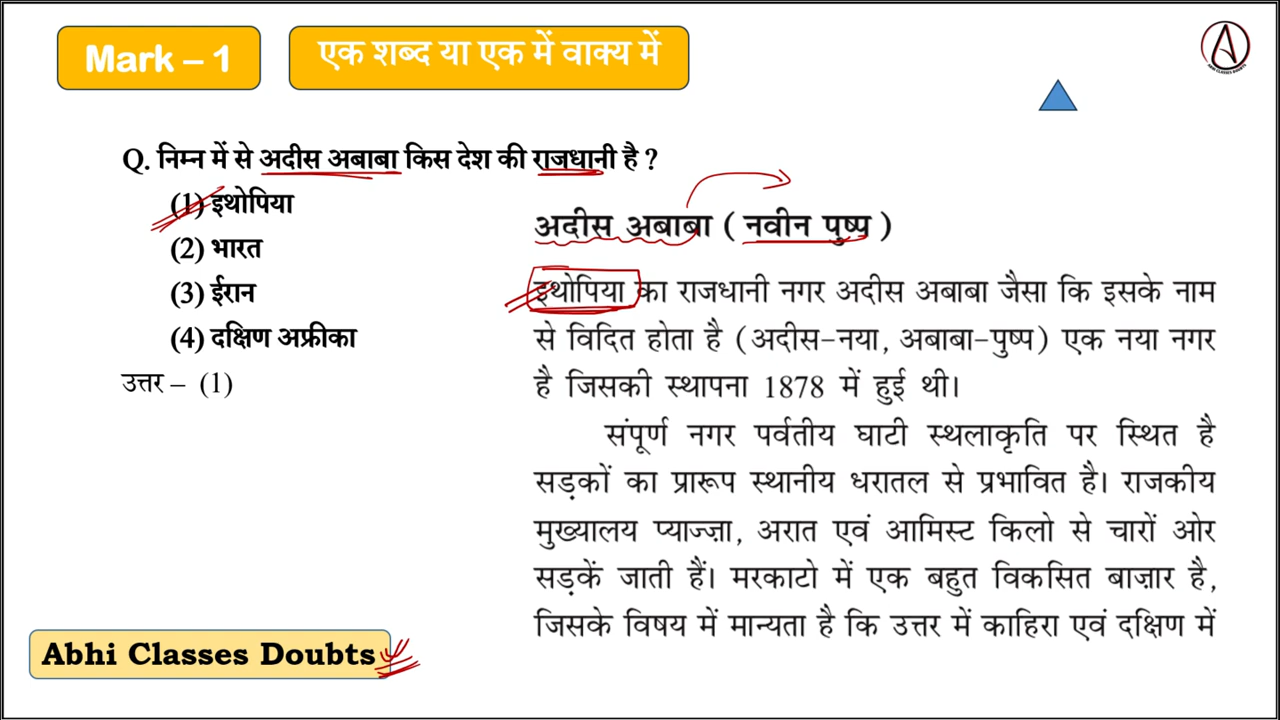 Mark – 1
एक शब्द या एक में वाक्य में
ABHI CLASSES DOUBTS
Q. निम्न में से अदीस अबाबा किस देश की राजधानी है ?
(1) इथोपिया
(2) भारत
(3) ईरान
(4) दक्षिण अफ्रीका
उत्तर – (1)
अदीस अबाबा ( नवीन पुष्प )
इथोपिया का राजधानी नगर अदीस अबाबा जैसा कि इसके नाम
से विदित होता है (अदीस-नया, अबाबा-पुष्प) एक नया नगर
है जिसकी स्थापना 1878 में हुई थी।
संपूर्ण नगर पर्वतीय घाटी स्थलाकृति पर स्थित है
सड़कों का प्रारूप स्थानीय धरातल से प्रभावित है। राजकीय
मुख्यालय प्याज्ज़ा, अरात एवं आमिस्ट किलो से चारों ओर
सड़कें जाती हैं। मरकाटो में एक बहुत विकसित बाज़ार है,
जिसके विषय में मान्यता है कि उत्तर में काहिरा एवं दक्षिण में
Abhi Classes Doubts